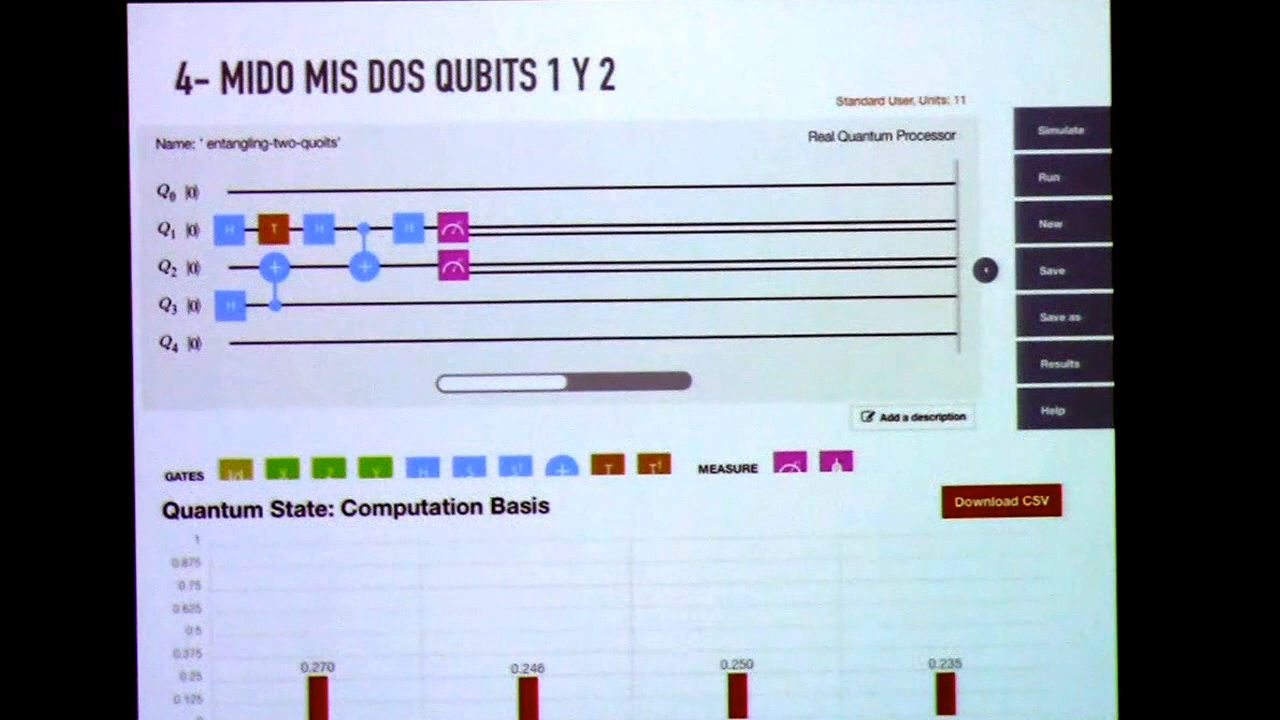 4- MIDO MIS DOS QUBITS 1 Y 2
Standard User, Units: 11
Name: ' entangling-two-quoits'
Real Quantum Processor
Simulate
Run
New
Save
Save as
Results
Help
Q0 |0⟩
Q1 |0⟩ H T H H
Q2 |0⟩ + +
Q3 |0⟩ H
Q4 |0⟩
Add a description
GATES Id X Z Y H S S† + T T† MEASURE
Quantum State: Computation Basis
Download CSV
1
0.875
0.75
0.625
0.5
0.375
0.25
0.125
0.270 0.246 0.250 0.235